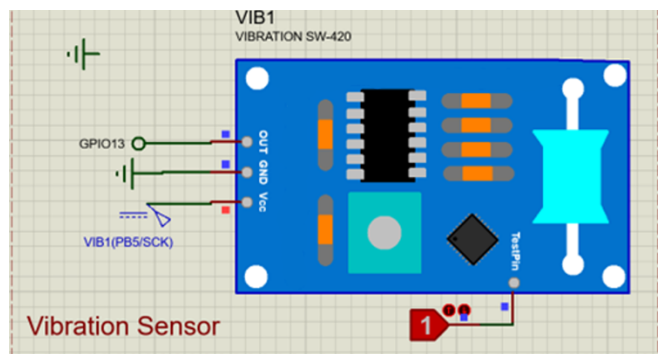 VIB1
VIBRATION SW-420
GPIO13
OUT
GND
Vcc
VIB1(PB5/SCK)
TestPin
1
Vibration Sensor